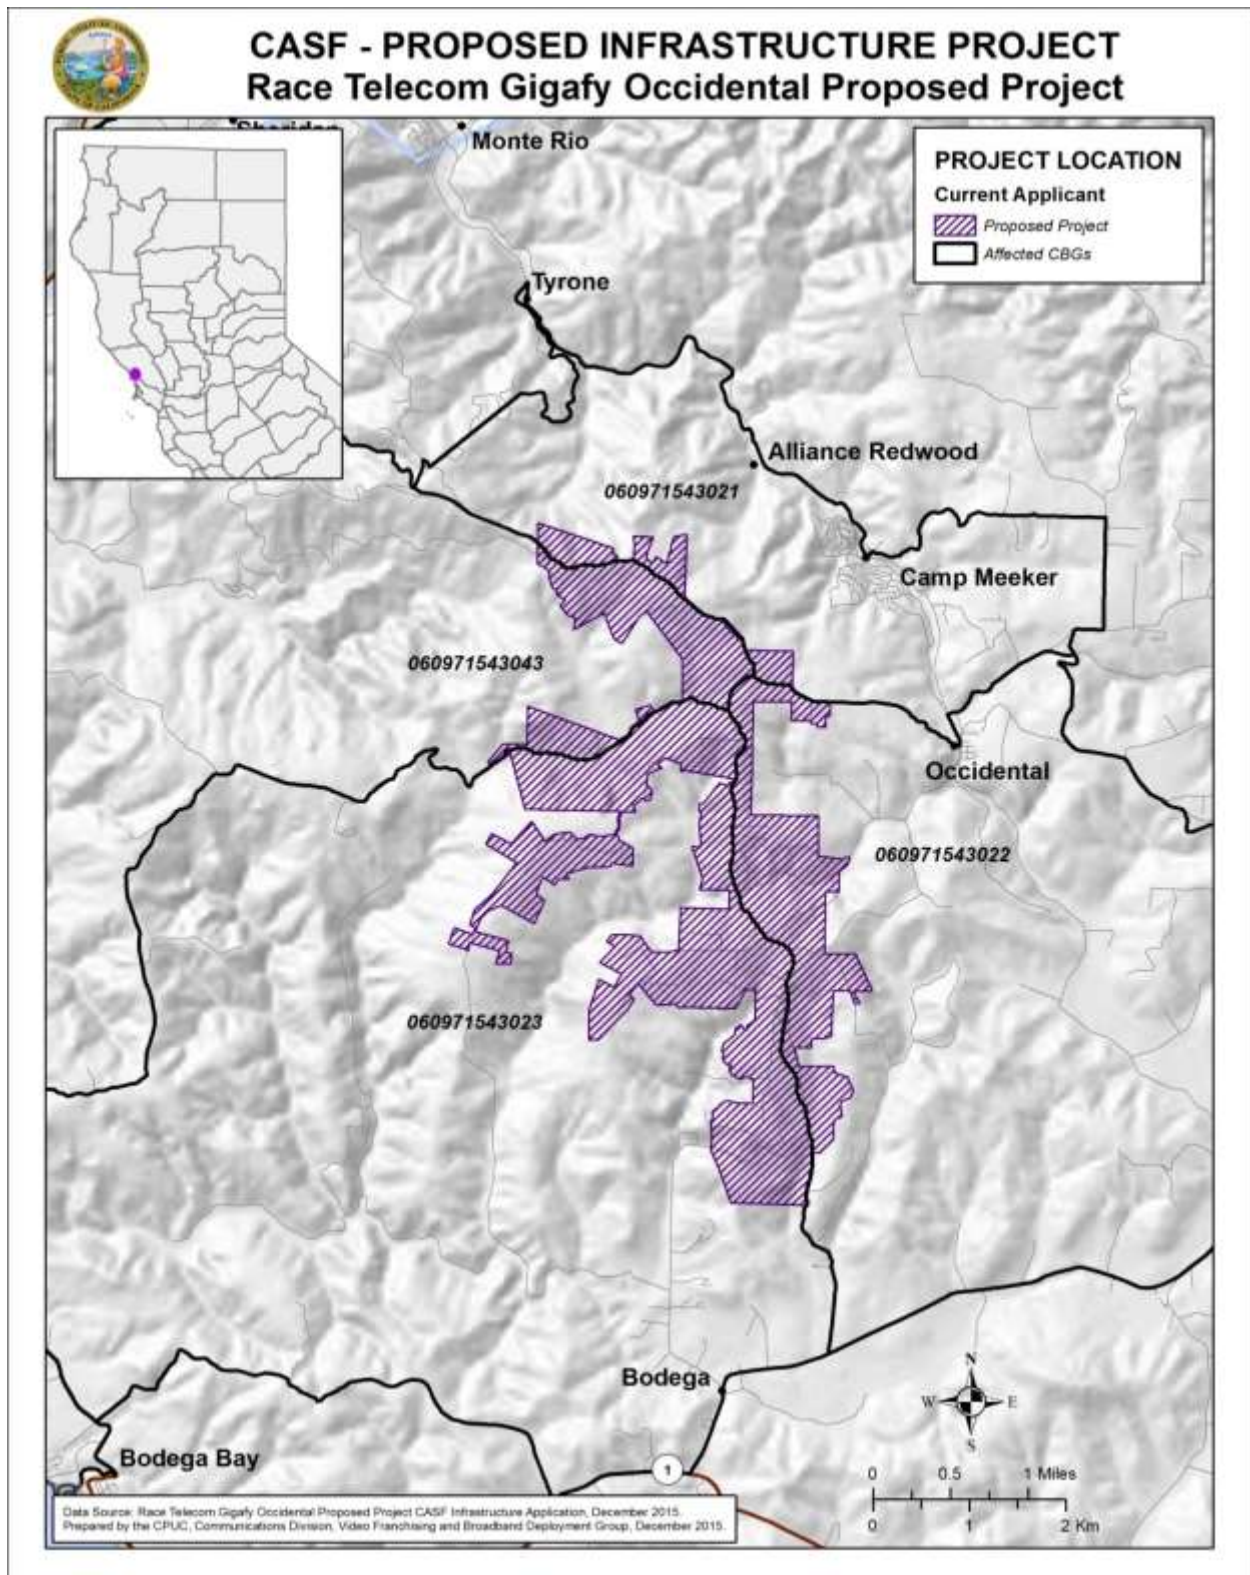 CASF - PROPOSED INFRASTRUCTURE PROJECT
Race Telecom Gigafy Occidental Proposed Project
Sheridan
Monte Rio
PROJECT LOCATION
Current Applicant
Proposed Project
Affected CBGs
Tyrone
Alliance Redwood
060971543021
Camp Meeker
060971543043
Occidental
060971543022
060971543023
Bodega
N
W
E
S
Bodega Bay
1
0 0.5 1 Miles
0 1 2 Km
Data Source: Race Telecom Gigafy Occidental Proposed Project CASF Infrastructure Application, December 2015.
Prepared by the CPUC, Communications Division, Video Franchising and Broadband Deployment Group, December 2015.